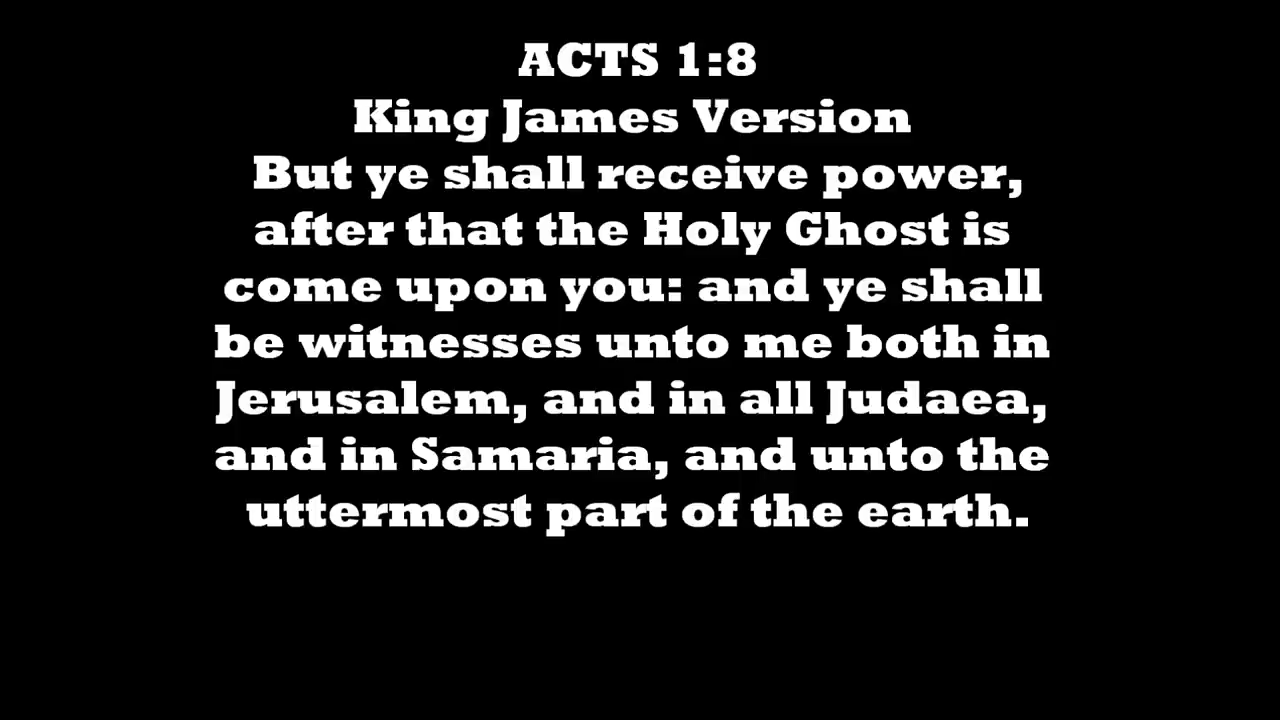 ACTS 1:8
King James Version
But ye shall receive power,
after that the Holy Ghost is
come upon you: and ye shall
be witnesses unto me both in
Jerusalem, and in all Judaea,
and in Samaria, and unto the
uttermost part of the earth.